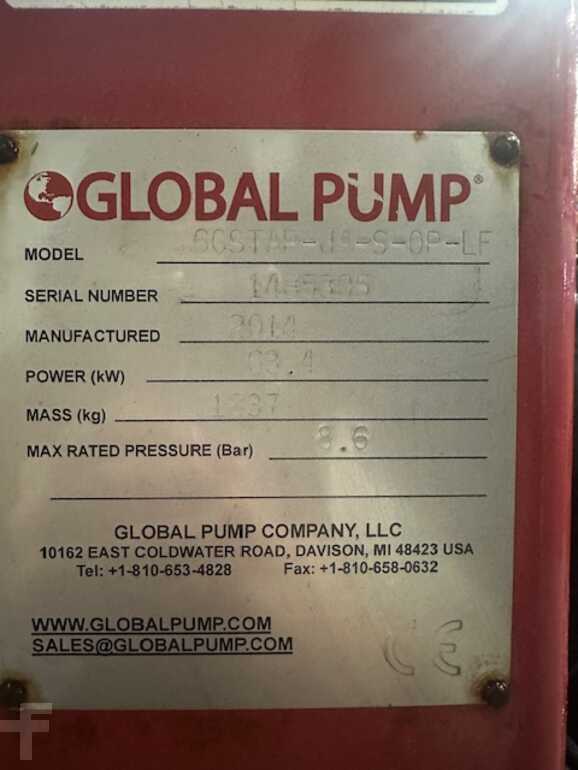 GLOBAL PUMP®
MODEL
SERIAL NUMBER
MANUFACTURED 2014
POWER (kW)
MASS (kg)
MAX RATED PRESSURE (Bar) 8.6
GLOBAL PUMP COMPANY, LLC
10162 EAST COLDWATER ROAD, DAVISON, MI 48423 USA
Tel: +1-810-653-4828 Fax: +1-810-658-0632
WWW.GLOBALPUMP.COM
SALES@GLOBALPUMP.COM
CE